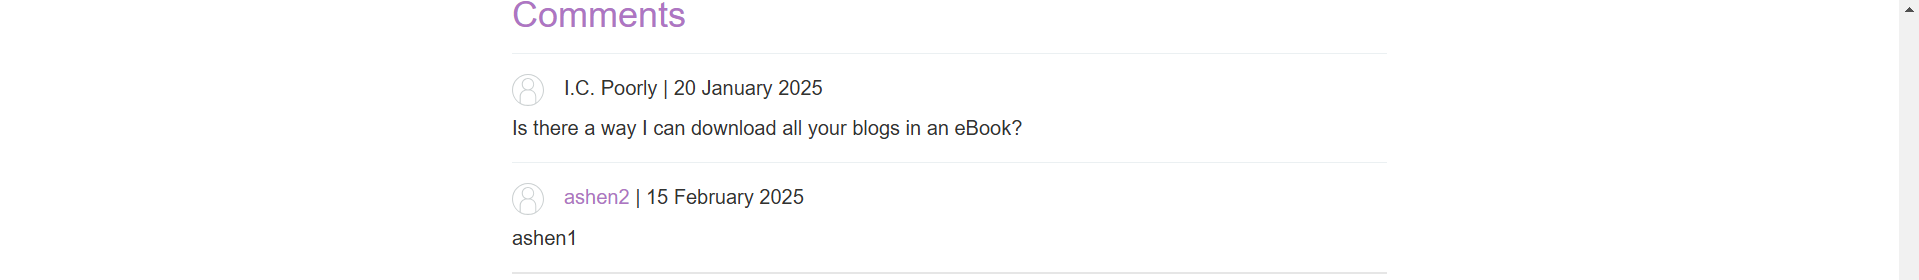 Comments
I.C. Poorly | 20 January 2025
Is there a way I can download all your blogs in an eBook?
ashen2 | 15 February 2025
ashen1